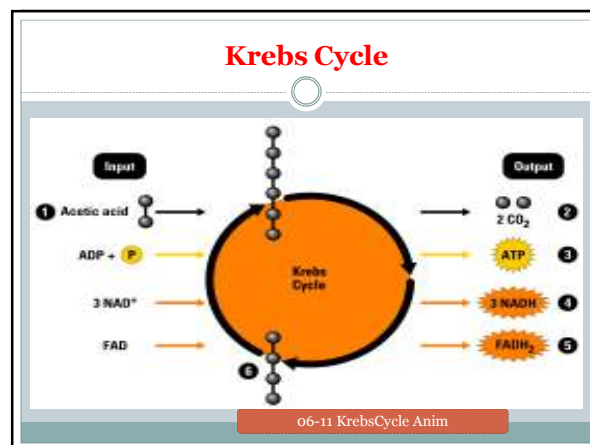 Krebs Cycle
Input
Output
1 Acetic acid
2 CO₂ 2
ADP + P
ATP 3
Krebs
Cycle
3 NAD⁺
3 NADH 4
FAD
FADH₂ 5
6
06-11 KrebsCycle Anim